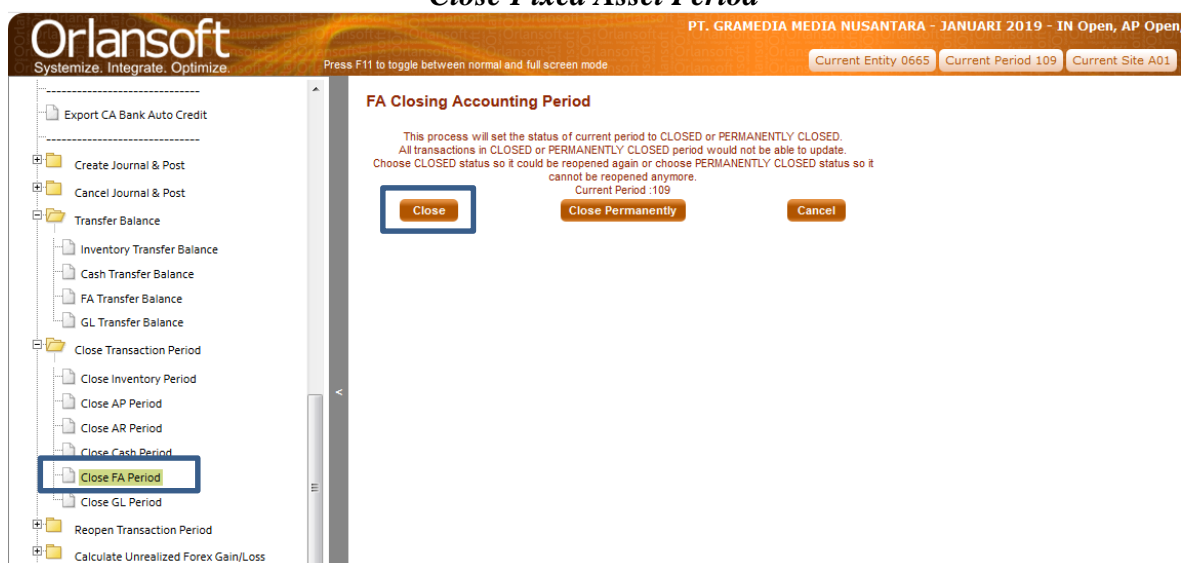 Close Fixed Asset Period
Orlansoft
Systemize. Integrate. Optimize.
Press F11 to toggle between normal and full screen mode
PT. GRAMEDIA MEDIA NUSANTARA - JANUARI 2019 - IN Open, AP Open,
Current Entity 0665 Current Period 109 Current Site A01
-------------------------------
Export CA Bank Auto Credit
-------------------------------
Create Journal & Post
Cancel Journal & Post
Transfer Balance
Inventory Transfer Balance
Cash Transfer Balance
FA Transfer Balance
GL Transfer Balance
Close Transaction Period
Close Inventory Period
Close AP Period
Close AR Period
Close Cash Period
Close FA Period
Close GL Period
Reopen Transaction Period
Calculate Unrealized Forex Gain/Loss
<
FA Closing Accounting Period
This process will set the status of current period to CLOSED or PERMANENTLY CLOSED.
All transactions in CLOSED or PERMANENTLY CLOSED period would not be able to update.
Choose CLOSED status so it could be reopened again or choose PERMANENTLY CLOSED status so it
cannot be reopened anymore.
Current Period :109
Close Close Permanently Cancel